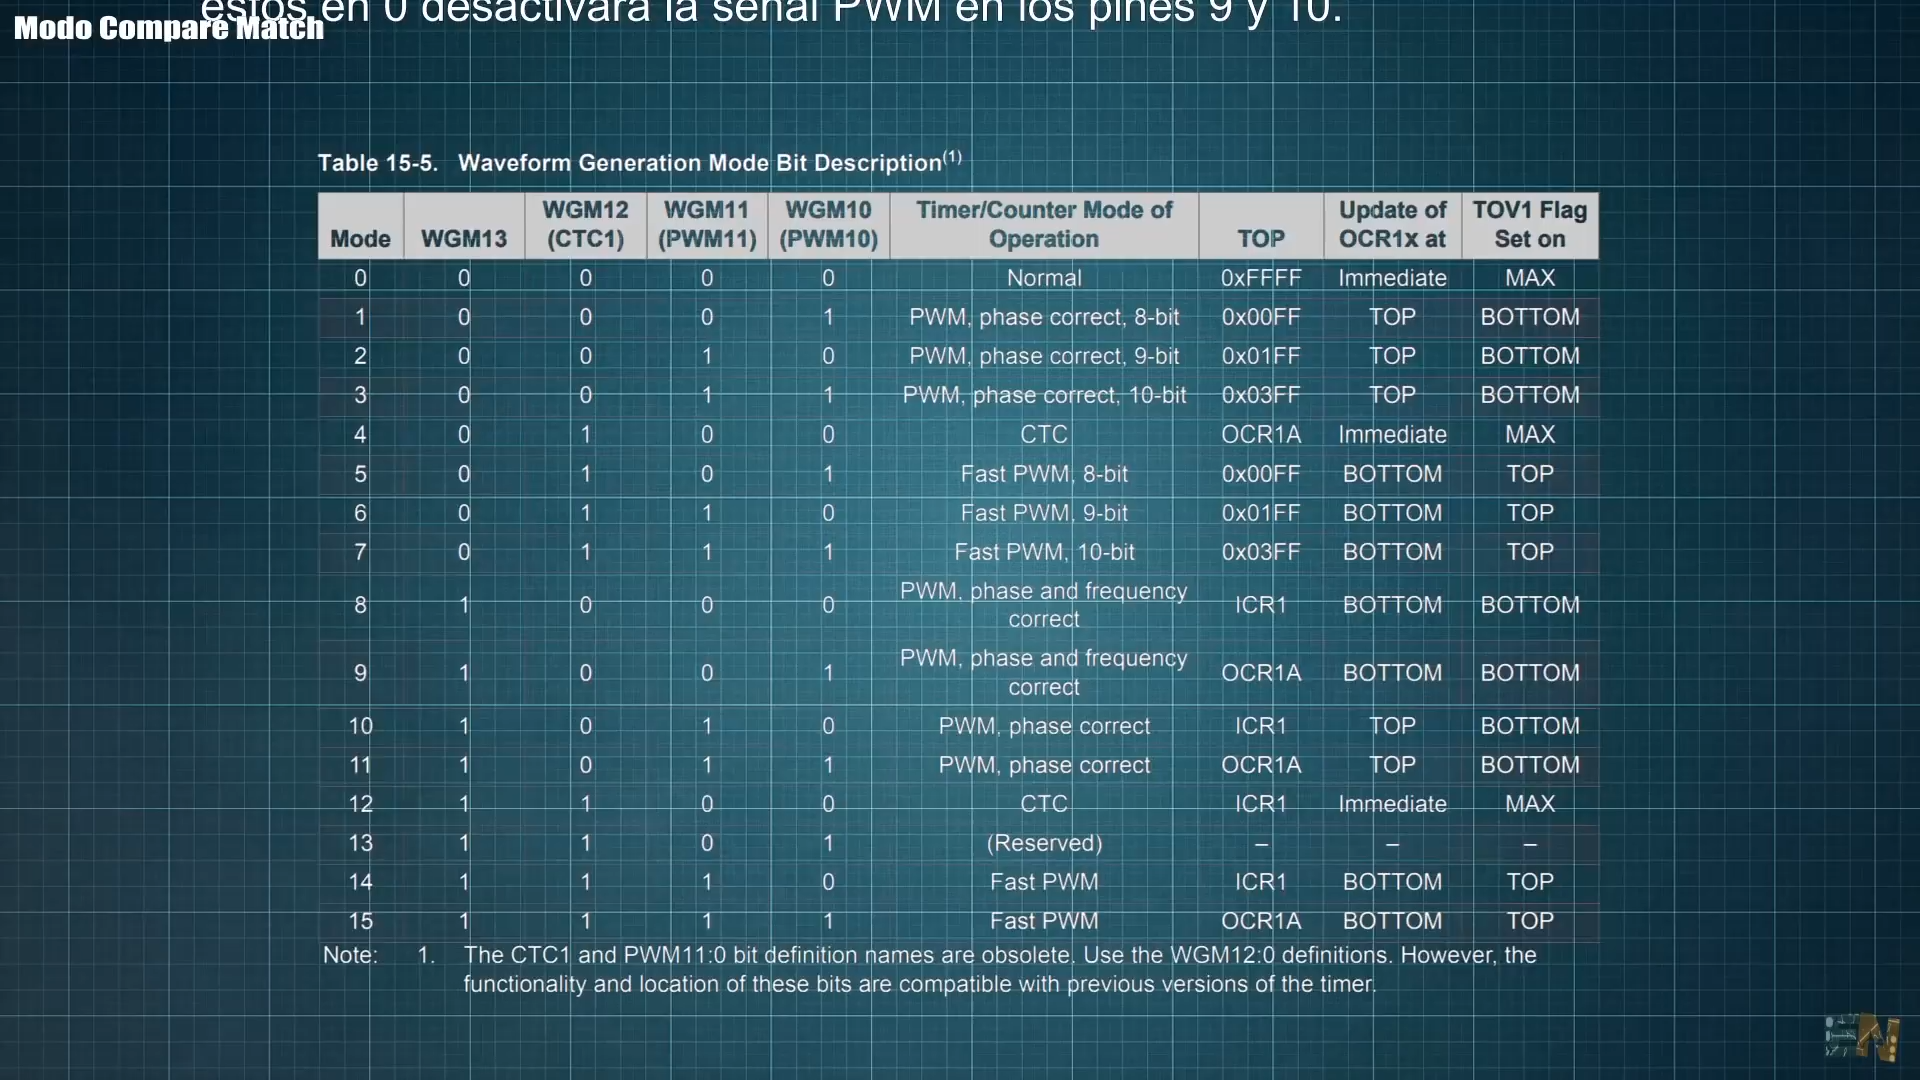 estos en 0 desactivará la señal PWM en los pines 9 y 10.
Modo Compare Match
Table 15-5. Waveform Generation Mode Bit Description(1)
Mode WGM13 WGM12 (CTC1) WGM11 (PWM11) WGM10 (PWM10) Timer/Counter Mode of Operation TOP Update of OCR1x at TOV1 Flag Set on
0 0 0 0 0 Normal 0xFFFF Immediate MAX
1 0 0 0 1 PWM, phase correct, 8-bit 0x00FF TOP BOTTOM
2 0 0 1 0 PWM, phase correct, 9-bit 0x01FF TOP BOTTOM
3 0 0 1 1 PWM, phase correct, 10-bit 0x03FF TOP BOTTOM
4 0 1 0 0 CTC OCR1A Immediate MAX
5 0 1 0 1 Fast PWM, 8-bit 0x00FF BOTTOM TOP
6 0 1 1 0 Fast PWM, 9-bit 0x01FF BOTTOM TOP
7 0 1 1 1 Fast PWM, 10-bit 0x03FF BOTTOM TOP
8 1 0 0 0 PWM, phase and frequency correct ICR1 BOTTOM BOTTOM
9 1 0 0 1 PWM, phase and frequency correct OCR1A BOTTOM BOTTOM
10 1 0 1 0 PWM, phase correct ICR1 TOP BOTTOM
11 1 0 1 1 PWM, phase correct OCR1A TOP BOTTOM
12 1 1 0 0 CTC ICR1 Immediate MAX
13 1 1 0 1 (Reserved) – – –
14 1 1 1 0 Fast PWM ICR1 BOTTOM TOP
15 1 1 1 1 Fast PWM OCR1A BOTTOM TOP
Note: 1. The CTC1 and PWM11:0 bit definition names are obsolete. Use the WGM12:0 definitions. However, the
functionality and location of these bits are compatible with previous versions of the timer.
EN